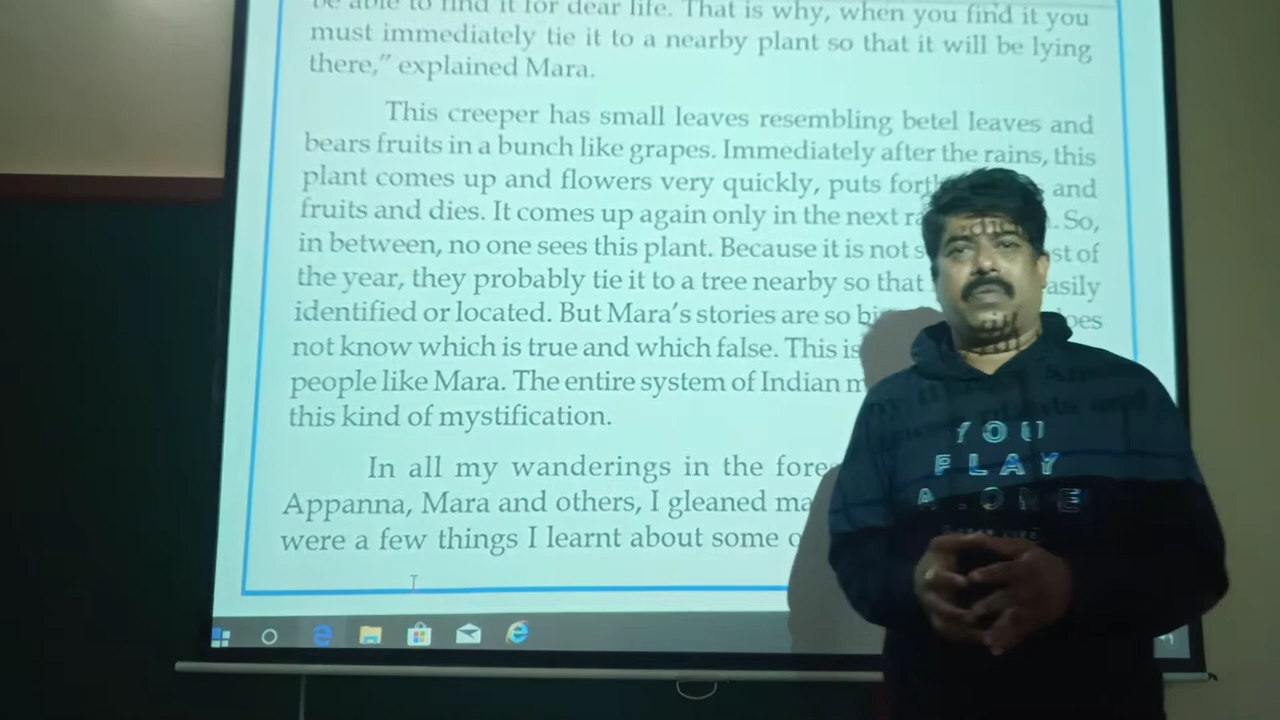 be able to find it for dear life. That is why, when you find it you
must immediately tie it to a nearby plant so that it will be lying
there,” explained Mara.
This creeper has small leaves resembling betel leaves and
bears fruits in a bunch like grapes. Immediately after the rains, this
plant comes up and flowers very quickly, puts and
fruits and dies. It comes up again only in the next So,
in between, no one sees this plant. Because it is not of
the year, they probably tie it to a tree nearby so that
identified or located. But Mara's stories are so
not know which is true and which false. This is
people like Mara. The entire system of Indian
this kind of mystification.
In all my wanderings in the
Appanna, Mara and others, I gleaned
were a few things I learnt about some
YOU
PLAY